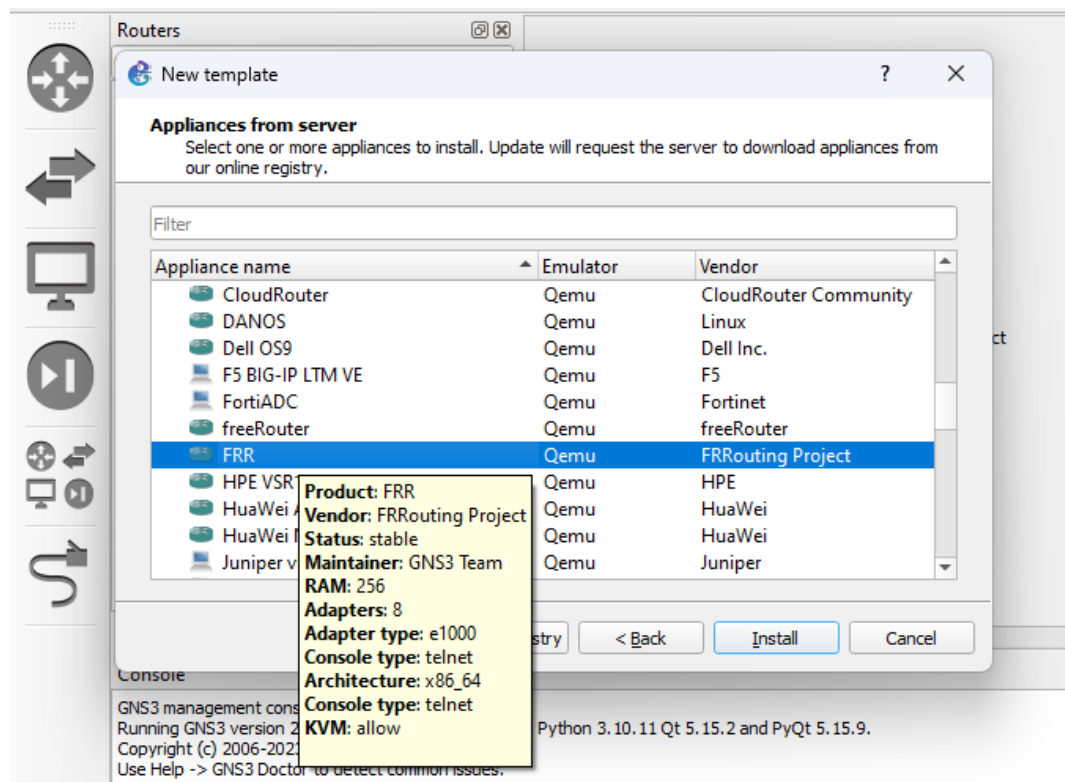 Routers
New template
?
Appliances from server
Select one or more appliances to install. Update will request the server to download appliances from
our online registry.
Filter
Appliance name Emulator Vendor
CloudRouter Qemu CloudRouter Community
DANOS Qemu Linux
Dell OS9 Qemu Dell Inc.
F5 BIG-IP LTM VE Qemu F5
FortiADC Qemu Fortinet
freeRouter Qemu freeRouter
FRR Qemu FRRouting Project
HPE VSR Qemu HPE
HuaWei Qemu HuaWei
HuaWei Qemu HuaWei
Juniper v Qemu Juniper
ct
Product: FRR
Vendor: FRRouting Project
Status: stable
Maintainer: GNS3 Team
RAM: 256
Adapters: 8
Adapter type: e1000
Console type: telnet
Architecture: x86_64
Console type: telnet
KVM: allow
stry < Back Install Cancel
Console
GNS3 management cons
Running GNS3 version 2 Python 3.10.11 Qt 5.15.2 and PyQt 5.15.9.
Copyright (c) 2006-202
Use Help -> GNS3 Doctor to detect common issues.